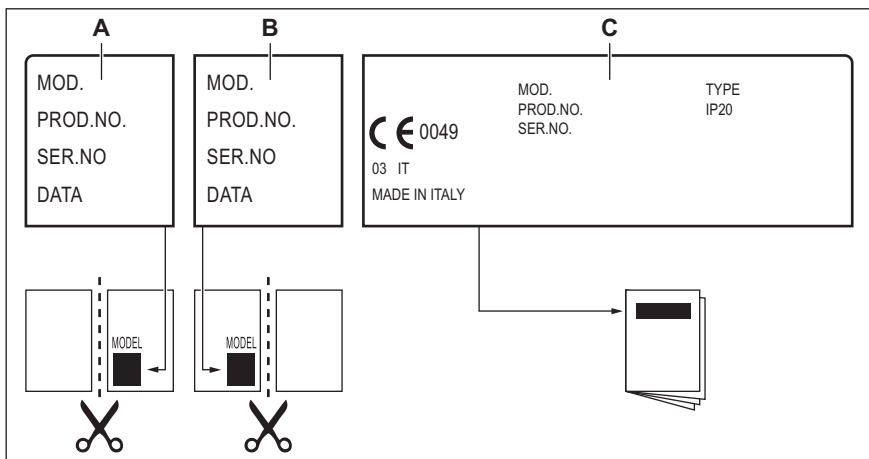 A
B
C
MOD.
PROD.NO.
SER.NO
DATA
MOD.
PROD.NO.
SER.NO
DATA
MOD.
PROD.NO.
SER.NO.
TYPE
IP20
CE 0049
03 IT
MADE IN ITALY
MODEL
MODEL